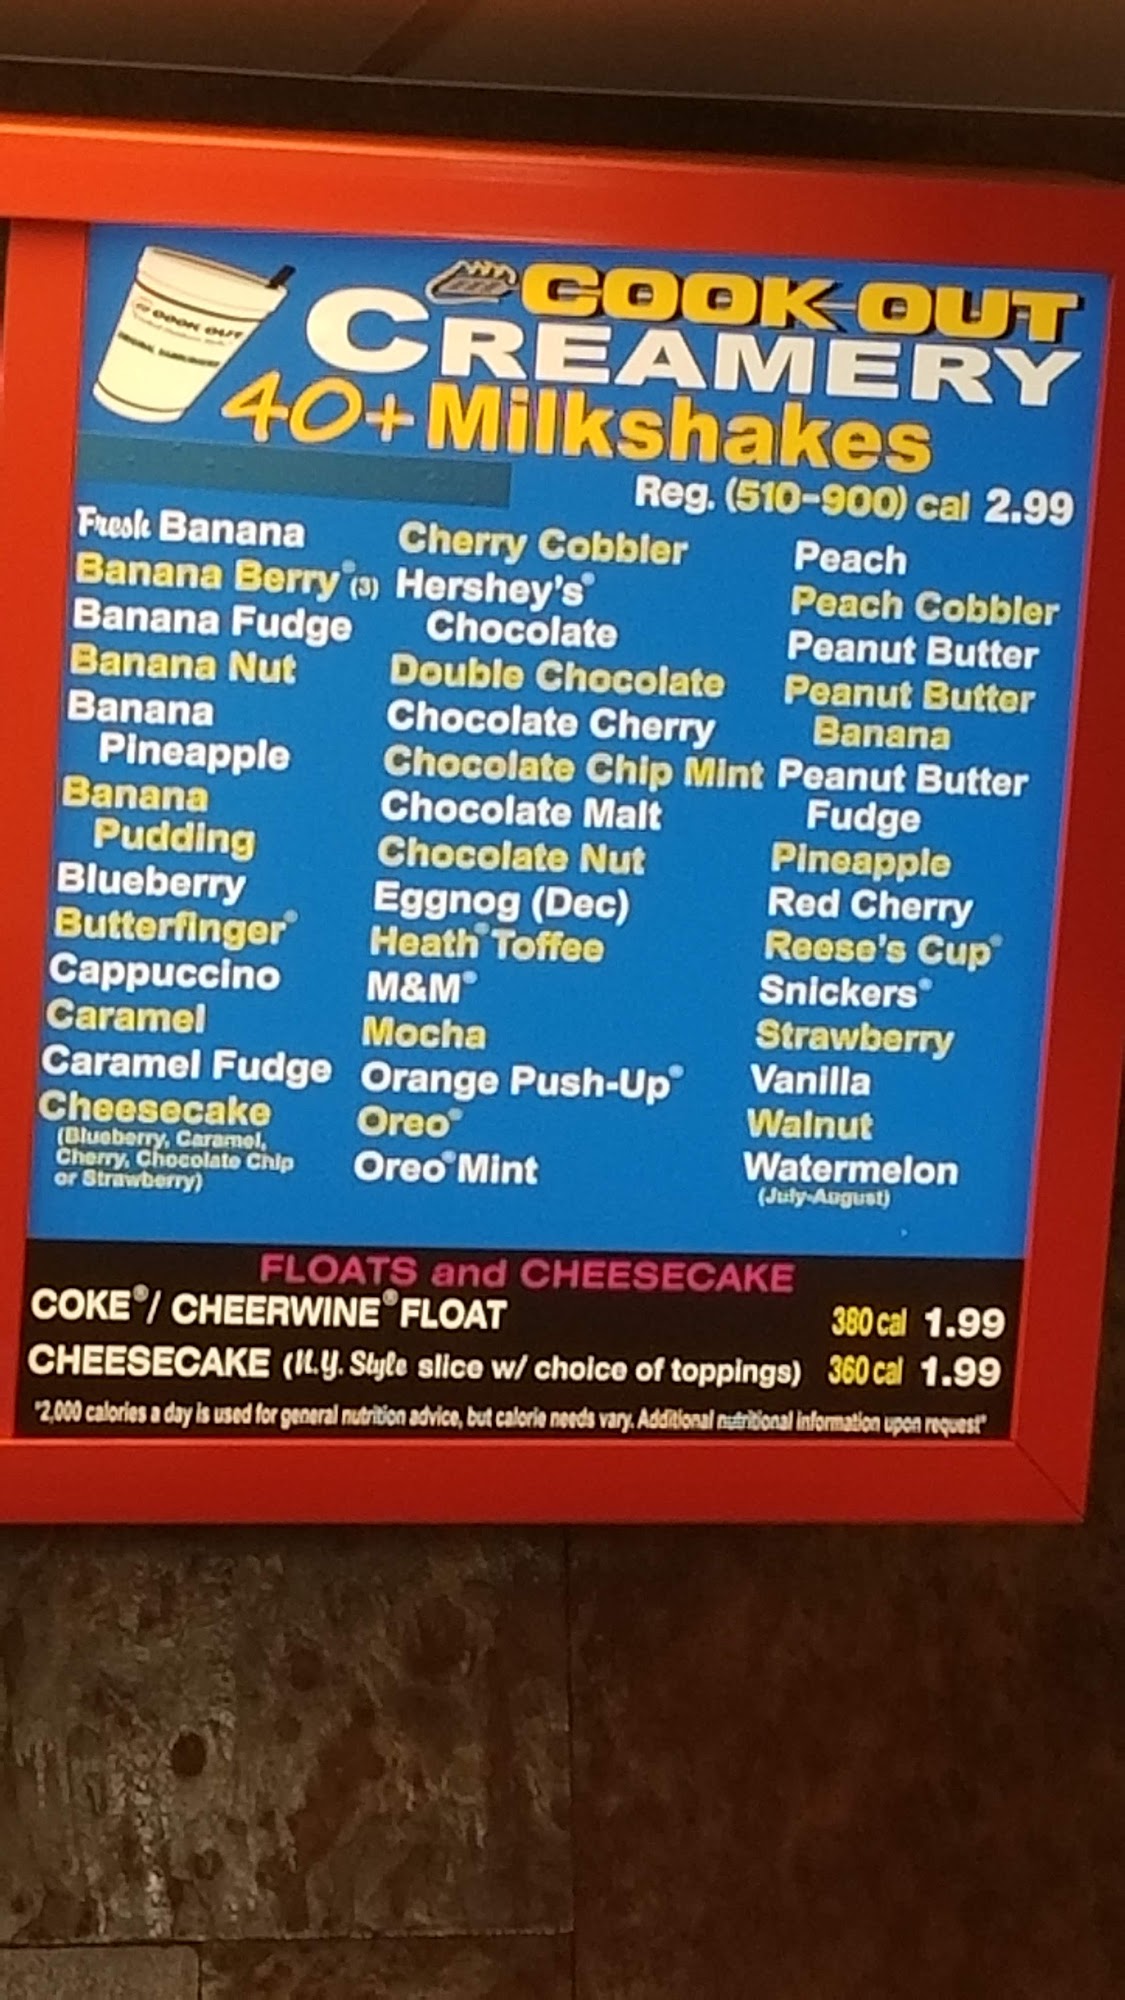 COOK OUT
CREAMERY
COOK OUT
40+ Milkshakes
Reg. (510-900) cal 2.99
Fresh Banana
Banana Berry® (3)
Banana Fudge
Banana Nut
Banana
Pineapple
Banana
Pudding
Blueberry
Butterfinger®
Cappuccino
Caramel
Caramel Fudge
Cheesecake
(Blueberry, Caramel,
Cherry, Chocolate Chip
or Strawberry)
Cherry Cobbler
Hershey's®
Chocolate
Double Chocolate
Chocolate Cherry
Chocolate Chip Mint
Chocolate Malt
Chocolate Nut
Eggnog (Dec)
Heath® Toffee
M&M®
Mocha
Orange Push-Up®
Oreo®
Oreo® Mint
Peach
Peach Cobbler
Peanut Butter
Peanut Butter
Banana
Peanut Butter
Fudge
Pineapple
Red Cherry
Reese's Cup®
Snickers®
Strawberry
Vanilla
Walnut
Watermelon
(July-August)
FLOATS and CHEESECAKE
COKE®/ CHEERWINE® FLOAT 380 cal 1.99
CHEESECAKE (N.Y. Style slice w/ choice of toppings) 360 cal 1.99
"2,000 calories a day is used for general nutrition advice, but calorie needs vary. Additional nutritional information upon request"